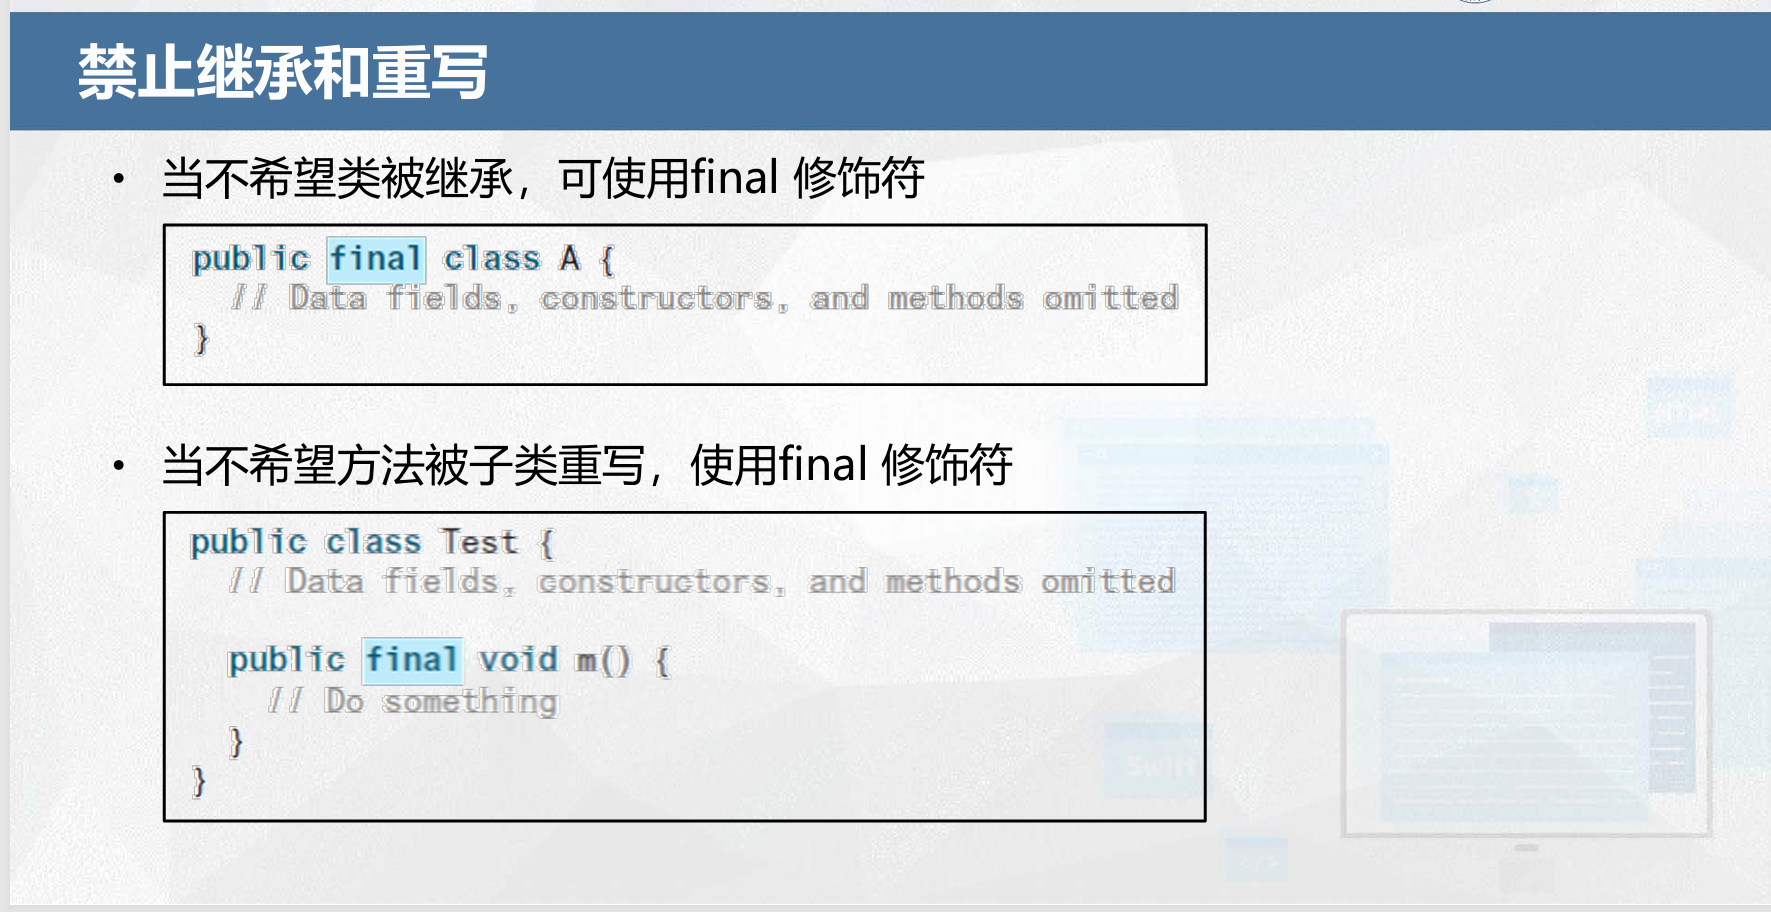 禁止继承和重写
• 当不希望类被继承，可使用final 修饰符
public final class A {
// Data fields, constructors, and methods omitted
}
• 当不希望方法被子类重写，使用final 修饰符
public class Test {
// Data fields, constructors, and methods omitted
public final void m() {
// Do something
}
}
HTML
Swift
</>